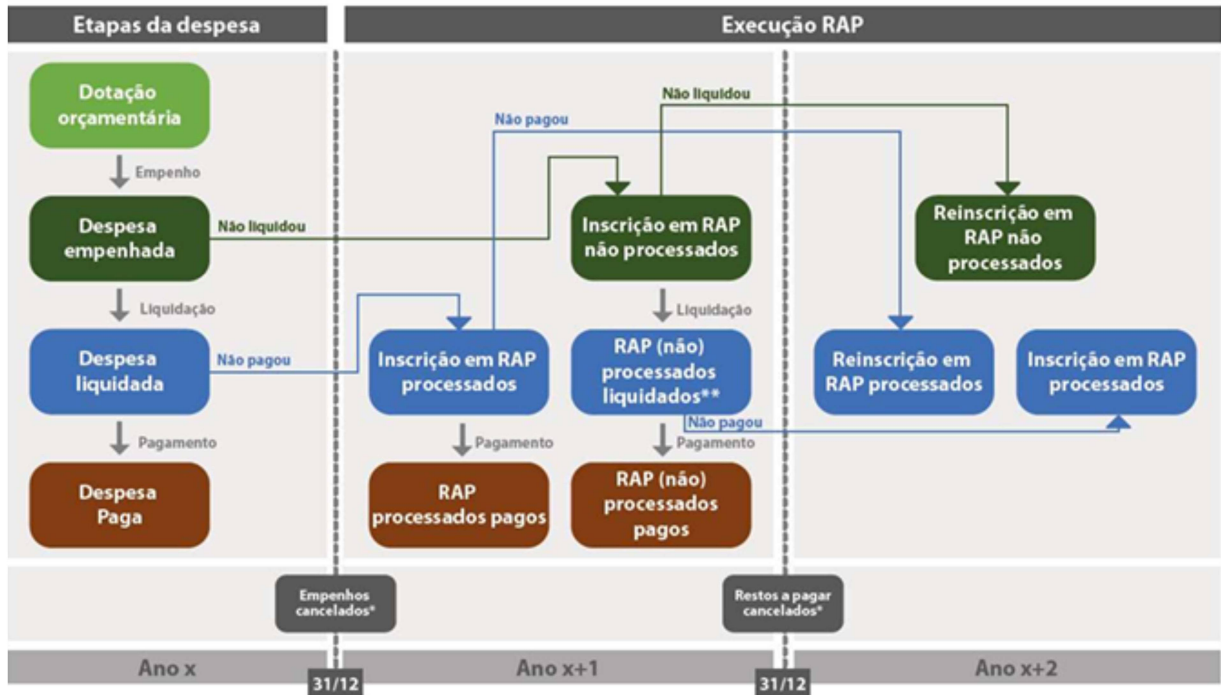 Etapas da despesa
Execução RAP
Dotação
orçamentária
Empenho
Despesa
empenhada
Não liquidou
Liquidação
Despesa
liquidada
Não pagou
Pagamento
Despesa
Paga
Não liquidou
Não pagou
Inscrição em RAP
não processados
Liquidação
Inscrição em RAP
processados
RAP (não)
processados
liquidados**
Não pagou
Pagamento
Pagamento
RAP
processados pagos
RAP (não)
processados
pagos
Reinscrição em
RAP não
processados
Reinscrição em
RAP processados
Inscrição em RAP
processados
Empenhos
cancelados*
Restos a pagar
cancelados*
Ano x
31/12
Ano x+1
31/12
Ano x+2